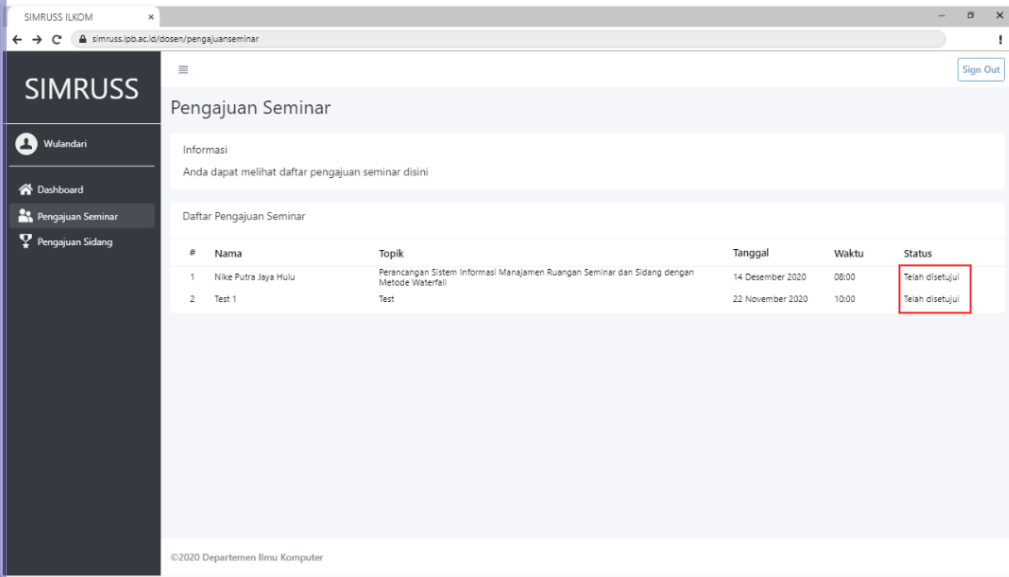 SIMRUSS ILKOM ×
simruss.ipb.ac.id/dosen/pengajuanseminar
SIMRUSS
Sign Out
Wulandari
Dashboard
Pengajuan Seminar
Pengajuan Sidang
Pengajuan Seminar
Informasi
Anda dapat melihat daftar pengajuan seminar disini
Daftar Pengajuan Seminar
# Nama Topik Tanggal Waktu Status
1 Nike Putra Jaya Hulu Perancangan Sistem Informasi Manajamen Ruangan Seminar dan Sidang dengan 14 Desember 2020 08:00 Telah disetujui
Metode Waterfall
2 Test 1 Test 22 November 2020 10:00 Telah disetujui
©2020 Departemen Ilmu Komputer